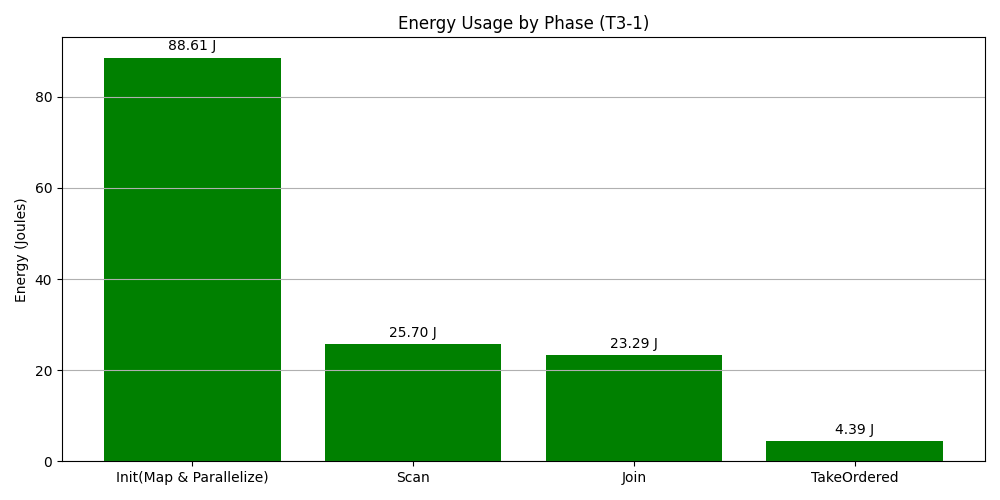 Energy Usage by Phase (T3-1)
88.61 J
25.70 J
23.29 J
4.39 J
Energy (Joules)
80
60
40
20
0
Init(Map & Parallelize)
Scan
Join
TakeOrdered